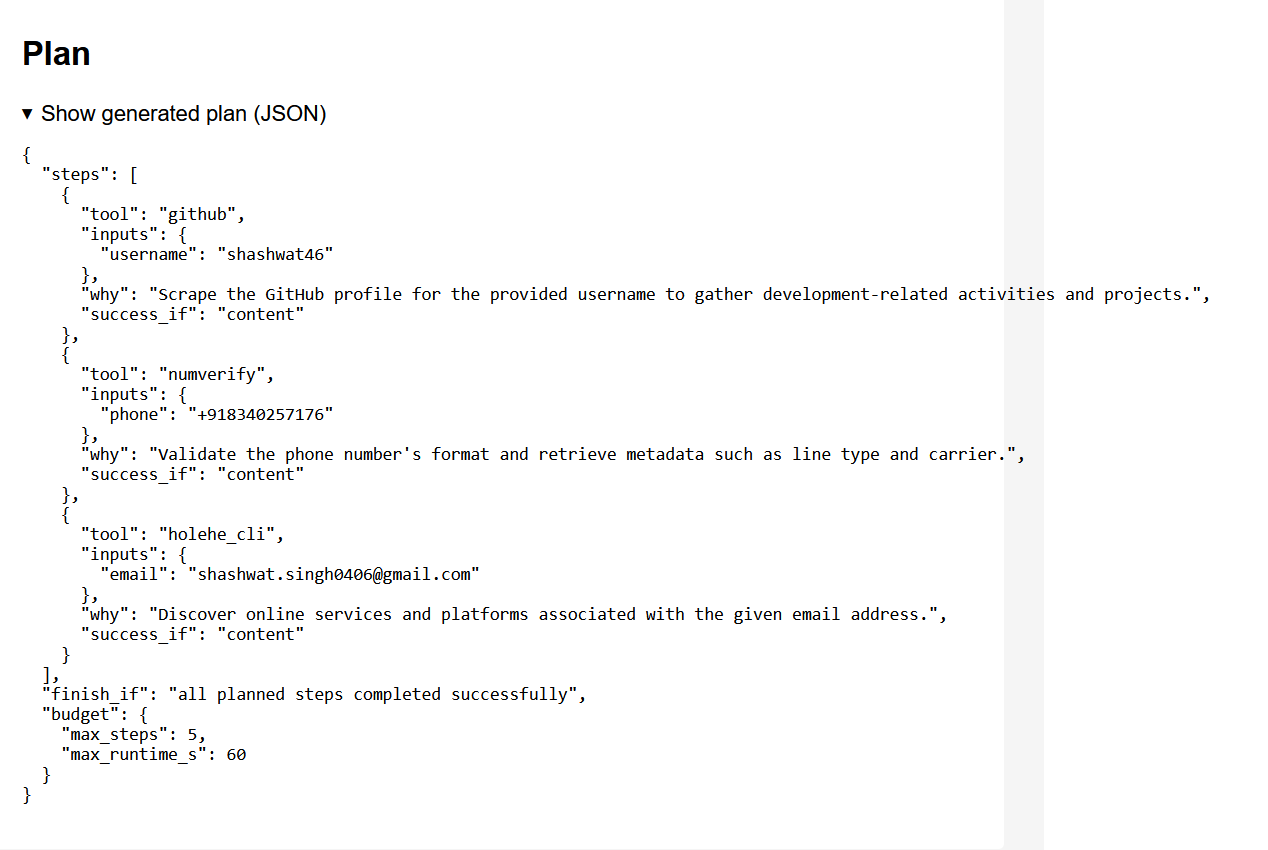 Plan
▼ Show generated plan (JSON)
{
  "steps": [
    {
      "tool": "github",
      "inputs": {
        "username": "shashwat46"
      },
      "why": "Scrape the GitHub profile for the provided username to gather development-related activities and projects.",
      "success_if": "content"
    },
    {
      "tool": "numverify",
      "inputs": {
        "phone": "+918340257176"
      },
      "why": "Validate the phone number's format and retrieve metadata such as line type and carrier.",
      "success_if": "content"
    },
    {
      "tool": "holehe_cli",
      "inputs": {
        "email": "shashwat.singh0406@gmail.com"
      },
      "why": "Discover online services and platforms associated with the given email address.",
      "success_if": "content"
    }
  ],
  "finish_if": "all planned steps completed successfully",
  "budget": {
    "max_steps": 5,
    "max_runtime_s": 60
  }
}